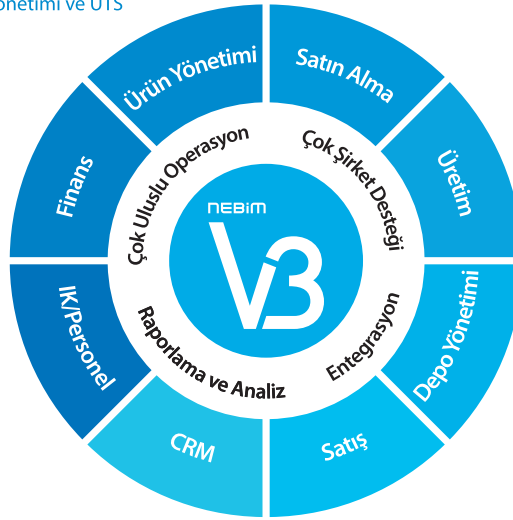 önetimi ve ÜTS
Ürün Yönetimi
Satın Alma
Üretim
Depo Yönetimi
Satış
CRM
IK/Personel
Finans
Çok Uluslu Operasyon
Çok Şirket Desteği
Entegrasyon
Raporlama ve Analiz
NEBiM
V3